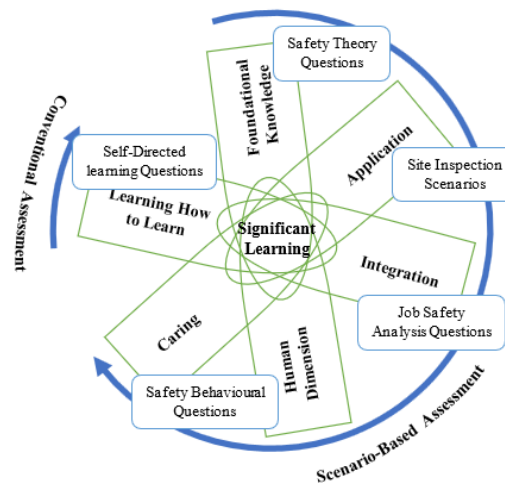 Safety Theory
Questions
Foundational
Knowledge
Application
Site Inspection
Scenarios
Integration
Job Safety
Analysis Questions
Human
Dimension
Safety Behavioural
Questions
Caring
Learning How
to Learn
Self-Directed
learning Questions
Significant
Learning
Conventional Assessment
Scenario-Based Assessment